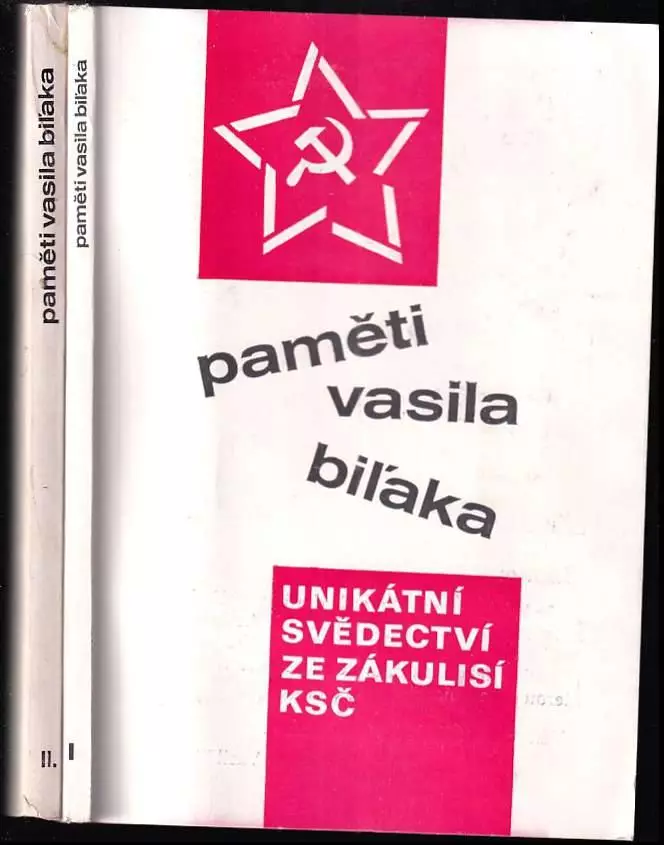 paměti vasila biľaka
II.
paměti vasila biľaka
I
paměti
vasila
biľaka
UNIKÁTNÍ
SVĚDECTVÍ
ZE ZÁKULISÍ
KSČ